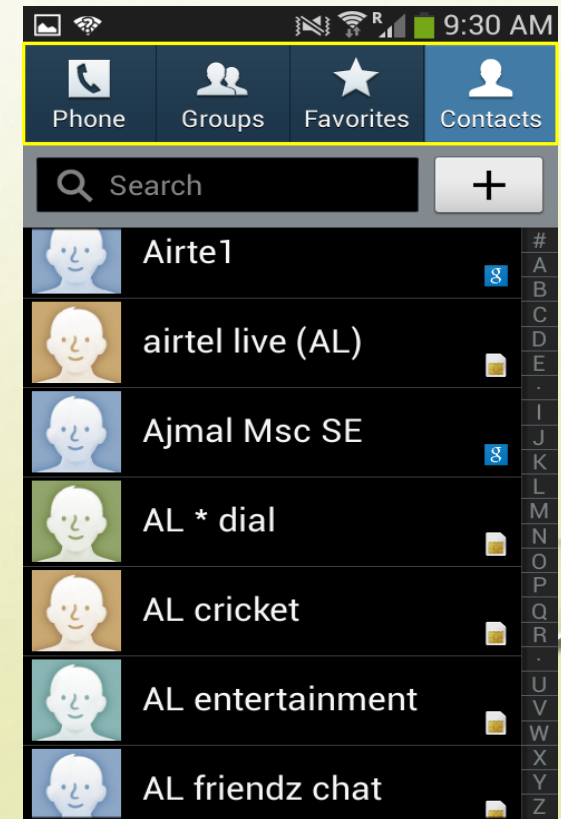 R 9:30 AM
Phone Groups Favorites Contacts
Search +
Airte1
g
airtel live (AL)
Ajmal Msc SE
g
AL * dial
AL cricket
AL entertainment
AL friendz chat
#
A
B
C
D
E
.
I
J
K
L
M
N
O
P
Q
R
.
U
V
W
X
Y
Z